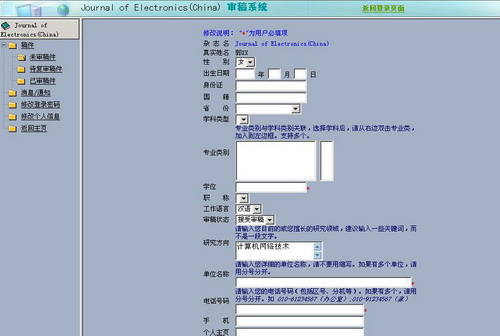 Journal of Electronics(China) 审稿系统
返回登录页面
Journal of
Electronics(China)
稿件
未审稿件
待复审稿件
已审稿件
消息/通知
修改登录密码
修改个人信息
返回主页
修改说明： "*"为用户必填项
杂 志 名 Journal of Electronics(China)
真实姓名 郭XX
性 别 女
出生日期 年 月 日
身份证
国 籍
省 份
学科类型
专业类别与学科类别关联，选择学科后，请从右边双击专业类，
加入到左边框。支持多个。
专业类别
学位 *
职 称
工作语言 汉语
审稿状态 接受审稿
请输入您目前的或您擅长的研究领域，建议输入一些关键词，而
不是一段文字。
研究方向 计算机网络技术
请输入您详细的单位名称，请不要用缩写。如果有多个单位，请
用分号分开。
单位名称 *
请输入您的电话号码(包括区号、分机等)。如果有多个，请用
分号分开。如 010-61234567(办公室);010-91234567(家)
电话号码 *
手 机
个人主页